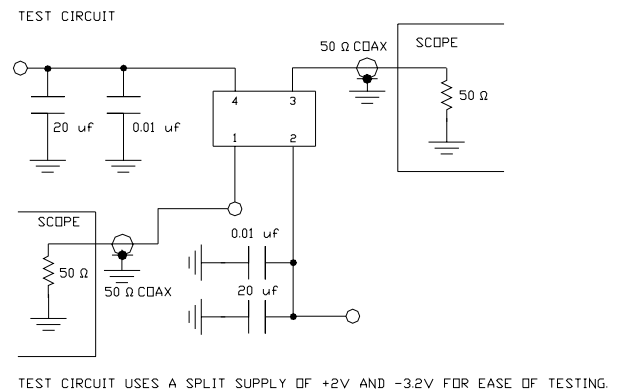 TEST CIRCUIT
50 Ω COAX
SCOPE
4
3
50 Ω
20 uf
0.01 uf
1
2
SCOPE
0.01 uf
50 Ω
20 uf
50 Ω COAX
TEST CIRCUIT USES A SPLIT SUPPLY OF +2V AND -3.2V FOR EASE OF TESTING.